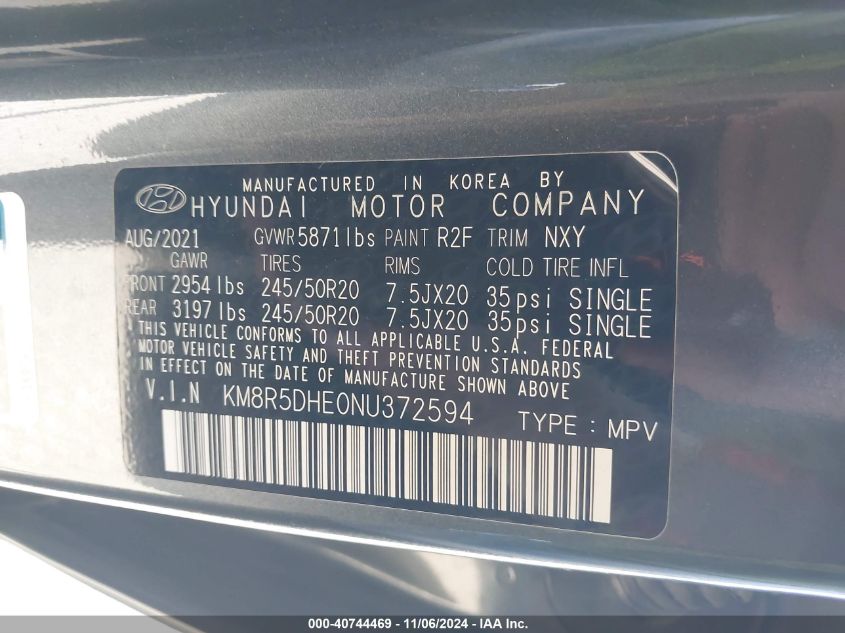 MANUFACTURED IN KOREA BY
HYUNDAI MOTOR COMPANY
AUG/2021 GVWR 5871lbs PAINT R2F TRIM NXY
GAWR TIRES RIMS COLD TIRE INFL
FRONT 2954 lbs 245/50R20 7.5JX20 35psi SINGLE
REAR 3197 lbs 245/50R20 7.5JX20 35psi SINGLE
* THIS VEHICLE CONFORMS TO ALL APPLICABLE U.S.A. FEDERAL
MOTOR VEHICLE SAFETY AND THEFT PREVENTION STANDARDS
IN EFFECT ON THE DATE OF MANUFACTURE SHOWN ABOVE
V.I.N KM8R5DHE0NU372594 TYPE : MPV
000-40744469 - 11/06/2024 - IAA Inc.